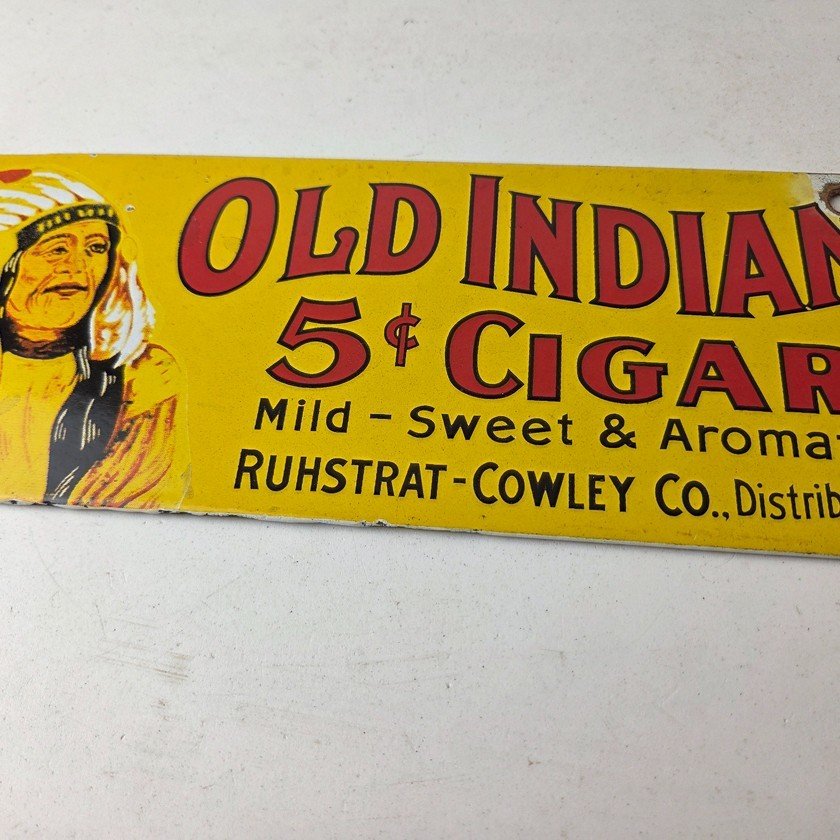 OLD INDIAN
5¢ CIGAR
Mild - Sweet & Aroma
RUHSTRAT-COWLEY CO., Distrib